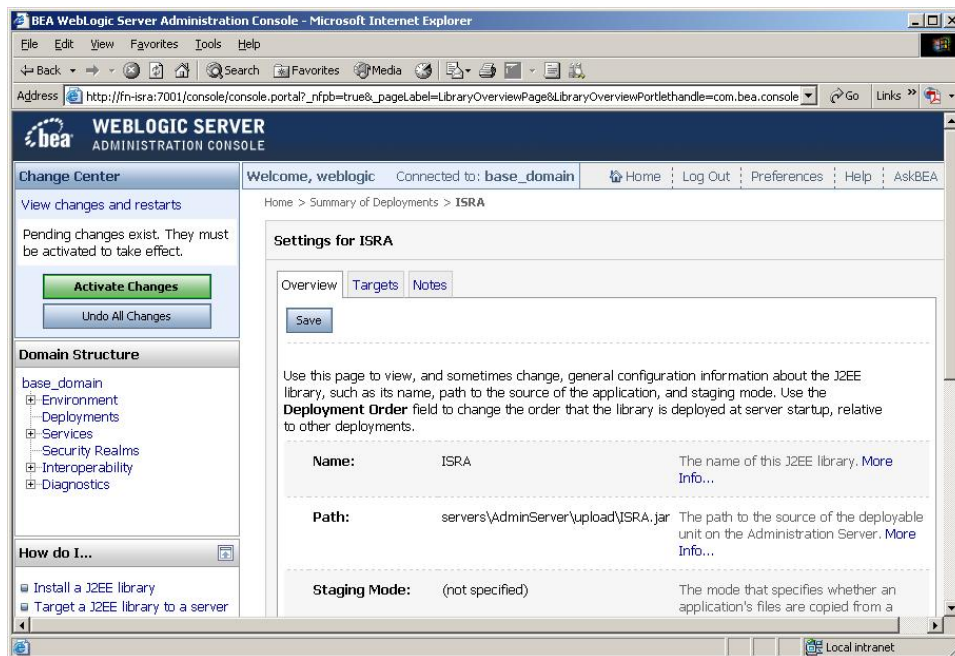 BEA WebLogic Server Administration Console - Microsoft Internet Explorer
File Edit View Favorites Tools Help
Back Search Favorites Media
Address http://fn-isra:7001/console/console.portal?_nfpb=true&_pageLabel=LibraryOverviewPage&LibraryOverviewPortlethandle=com.bea.console Go Links »
bea WEBLOGIC SERVER
ADMINISTRATION CONSOLE
Change Center
View changes and restarts
Pending changes exist. They must
be activated to take effect.
Activate Changes
Undo All Changes
Domain Structure
base_domain
Environment
Deployments
Services
Security Realms
Interoperability
Diagnostics
How do I...
Install a J2EE library
Target a J2EE library to a server
Welcome, weblogic Connected to: base_domain Home Log Out Preferences Help AskBEA
Home > Summary of Deployments > ISRA
Settings for ISRA
Overview Targets Notes
Save
Use this page to view, and sometimes change, general configuration information about the J2EE
library, such as its name, path to the source of the application, and staging mode. Use the
Deployment Order field to change the order that the library is deployed at server startup, relative
to other deployments.
Name: ISRA The name of this J2EE library. More
Info...
Path: servers\AdminServer\upload\ISRA.jar The path to the source of the deployable
unit on the Administration Server. More
Info...
Staging Mode: (not specified) The mode that specifies whether an
application's files are copied from a
Local intranet